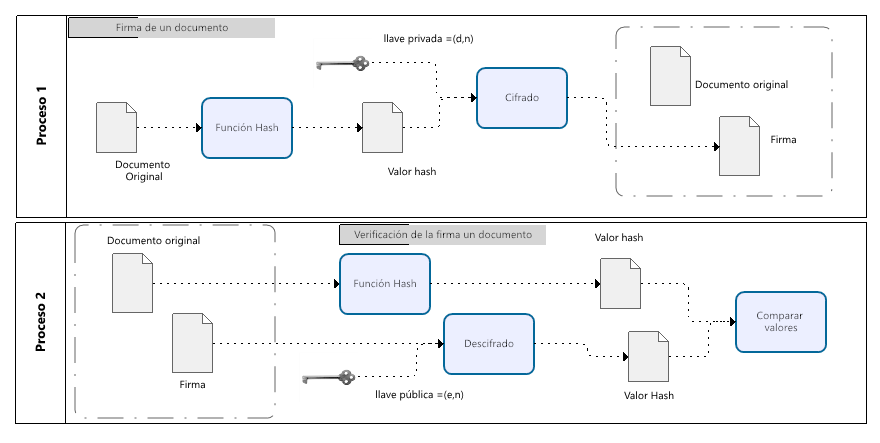 Proceso 1
Firma de un documento
llave privada =(d,n)
Documento
Original
Función Hash
Valor hash
Cifrado
Documento original
Firma
Proceso 2
Documento original
Firma
Verificación de la firma un documento
Función Hash
llave pública =(e,n)
Descifrado
Valor hash
Valor Hash
Comparar
valores